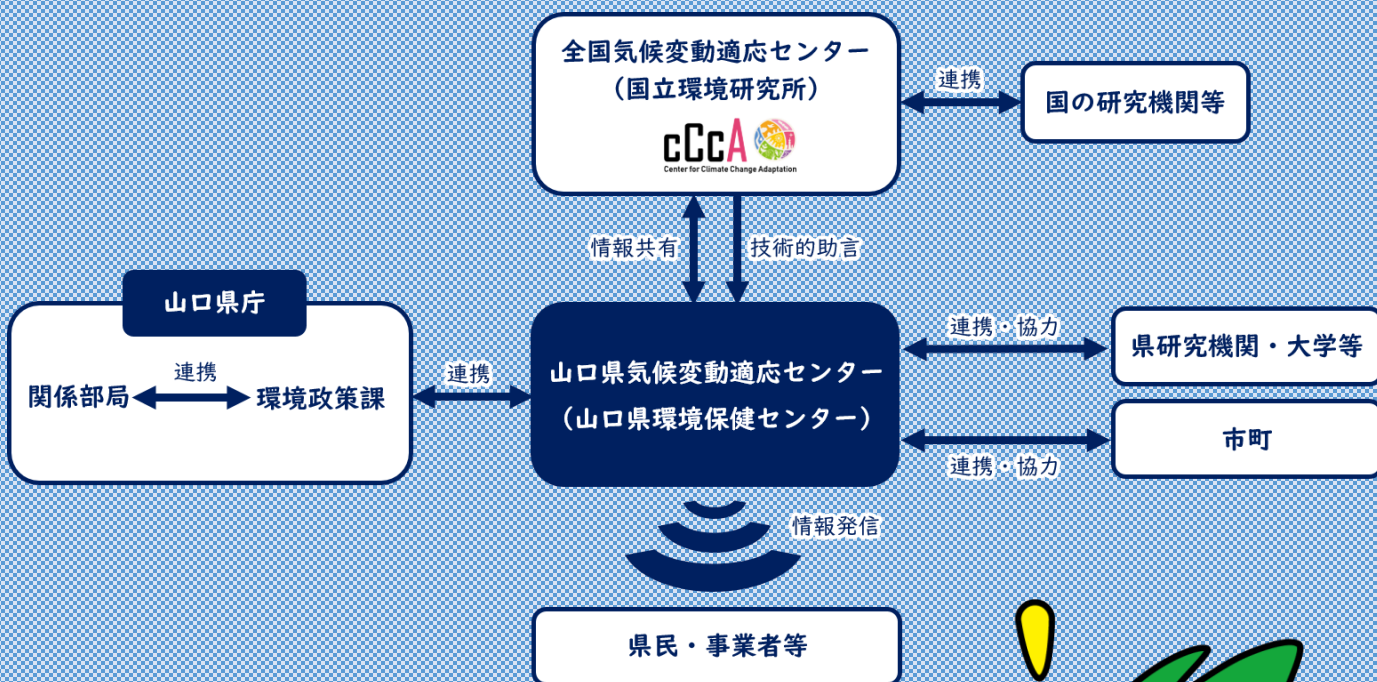 全国気候変動適応センター
（国立環境研究所）
cCcA
Center for Climate Change Adaptation
連携
国の研究機関等
情報共有
技術的助言
山口県庁
関係部局
連携
環境政策課
連携
山口県気候変動適応センター
（山口県環境保健センター）
連携・協力
県研究機関・大学等
市町
連携・協力
情報発信
県民・事業者等